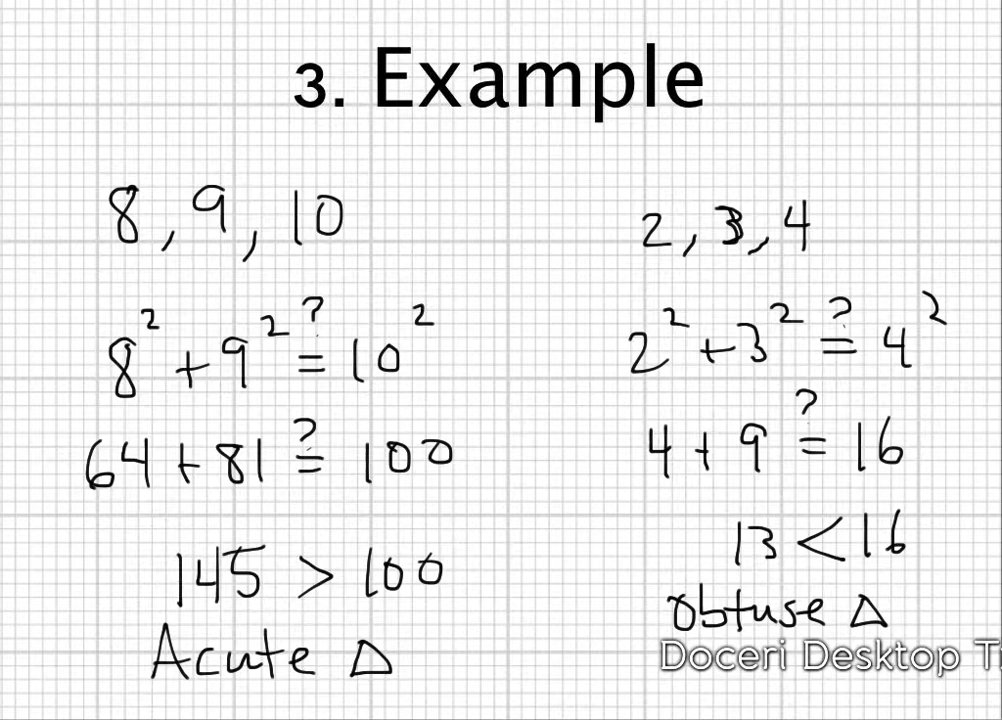 3. Example
8, 9, 10
8² + 9² ≟ 10²
64 + 81 ≟ 100
145 > 100
Acute △
2, 3, 4
2² + 3² ≟ 4²
4 + 9 ≟ 16
13 < 16
obtuse △
Doceri Desktop